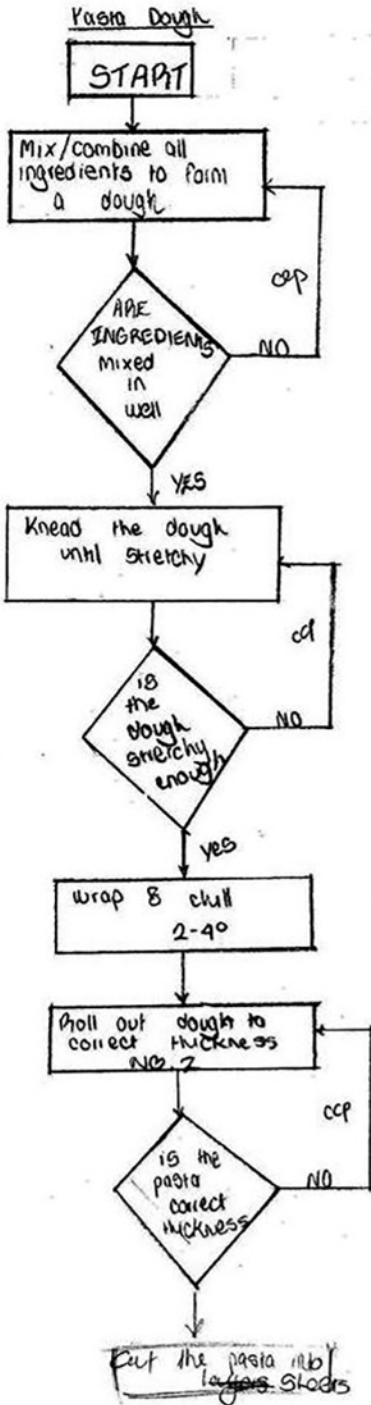 Pasta Dough
START
Mix/combine all
ingredients to form
a dough
ccp
ARE
INGREDIENTS
mixed
in
well
NO
YES
Knead the dough
until stretchy
is
the
dough
stretchy
enough
NO
yes
wrap & chill
2-4°
Roll out dough to
correct thickness
NO. 2
ccp
is the
pasta
correct
thickness
NO
Cut the pasta into
layers sheets